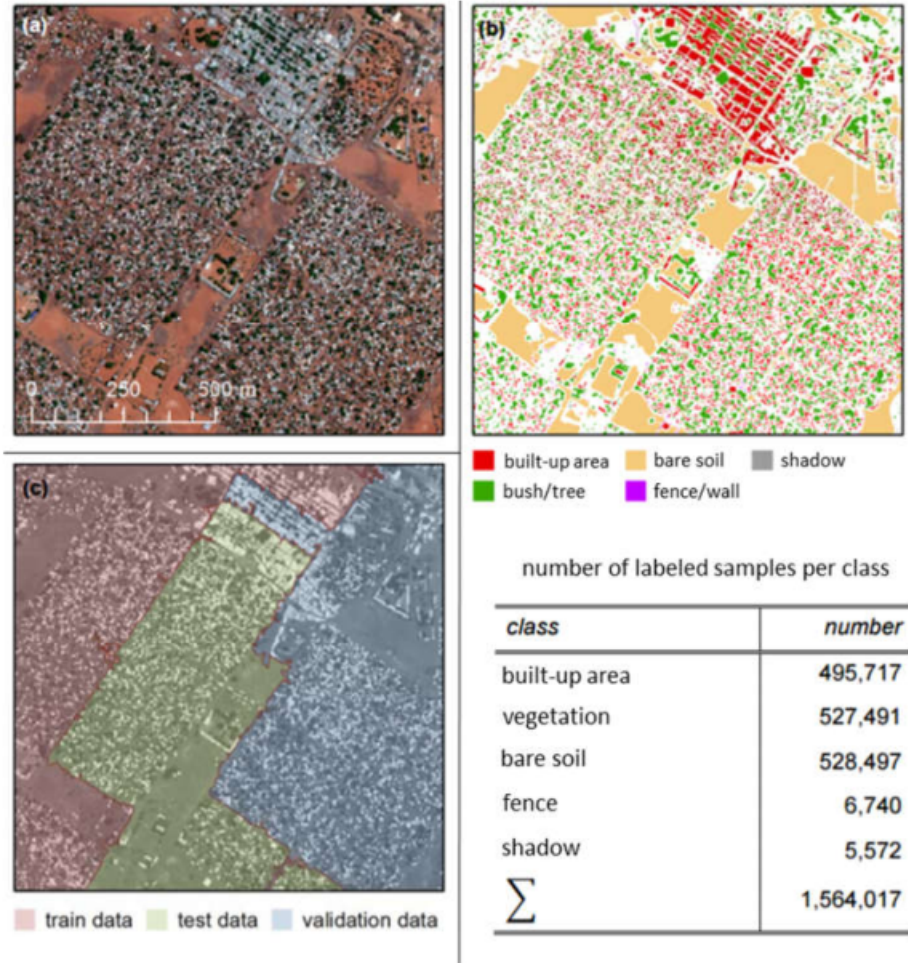 (a)
0 250 500 m
(b)
built-up area bare soil shadow
bush/tree fence/wall
(c)
train data test data validation data
number of labeled samples per class
class number
built-up area 495,717
vegetation 527,491
bare soil 528,497
fence 6,740
shadow 5,572
∑ 1,564,017